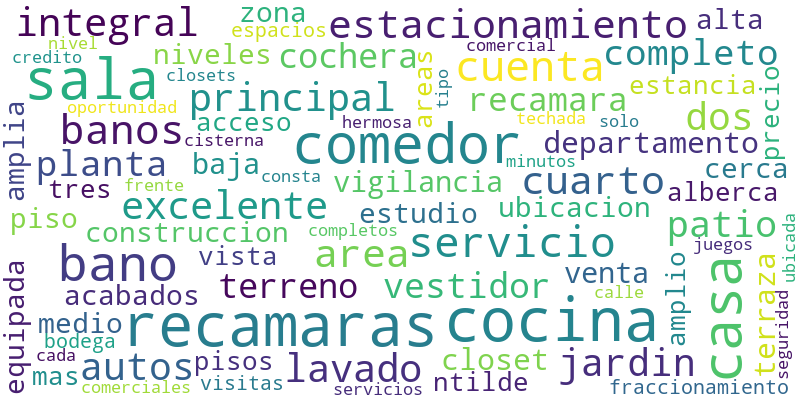 integral
zona
estacionamiento
alta
nivel
espacios
comercial
credito
niveles
cochera
completo
sala
closets
areas
cuenta
tipo
estancia
precio
oportunidad
principal
recamara
amplia
banos
acceso
hermosa
techada
solo
dos
cisterna
comedor
departamento
planta
baja
consta
minutos
cerca
tres
frente
vigilancia
cuarto
alberca
piso
excelente
estudio
ubicacion
patio
construccion
completos
servicio
juegos
ubicada
bano
vista
area
venta
casa
amplio
terraza
seguridad
equipada
acabados
terreno
vestidor
calle
medio
recamaras
cocina
bodega
cada
autos
pisos
lavado
closet
jardin
mas
comerciales
visitas
servicios
ntilde
fraccionamiento